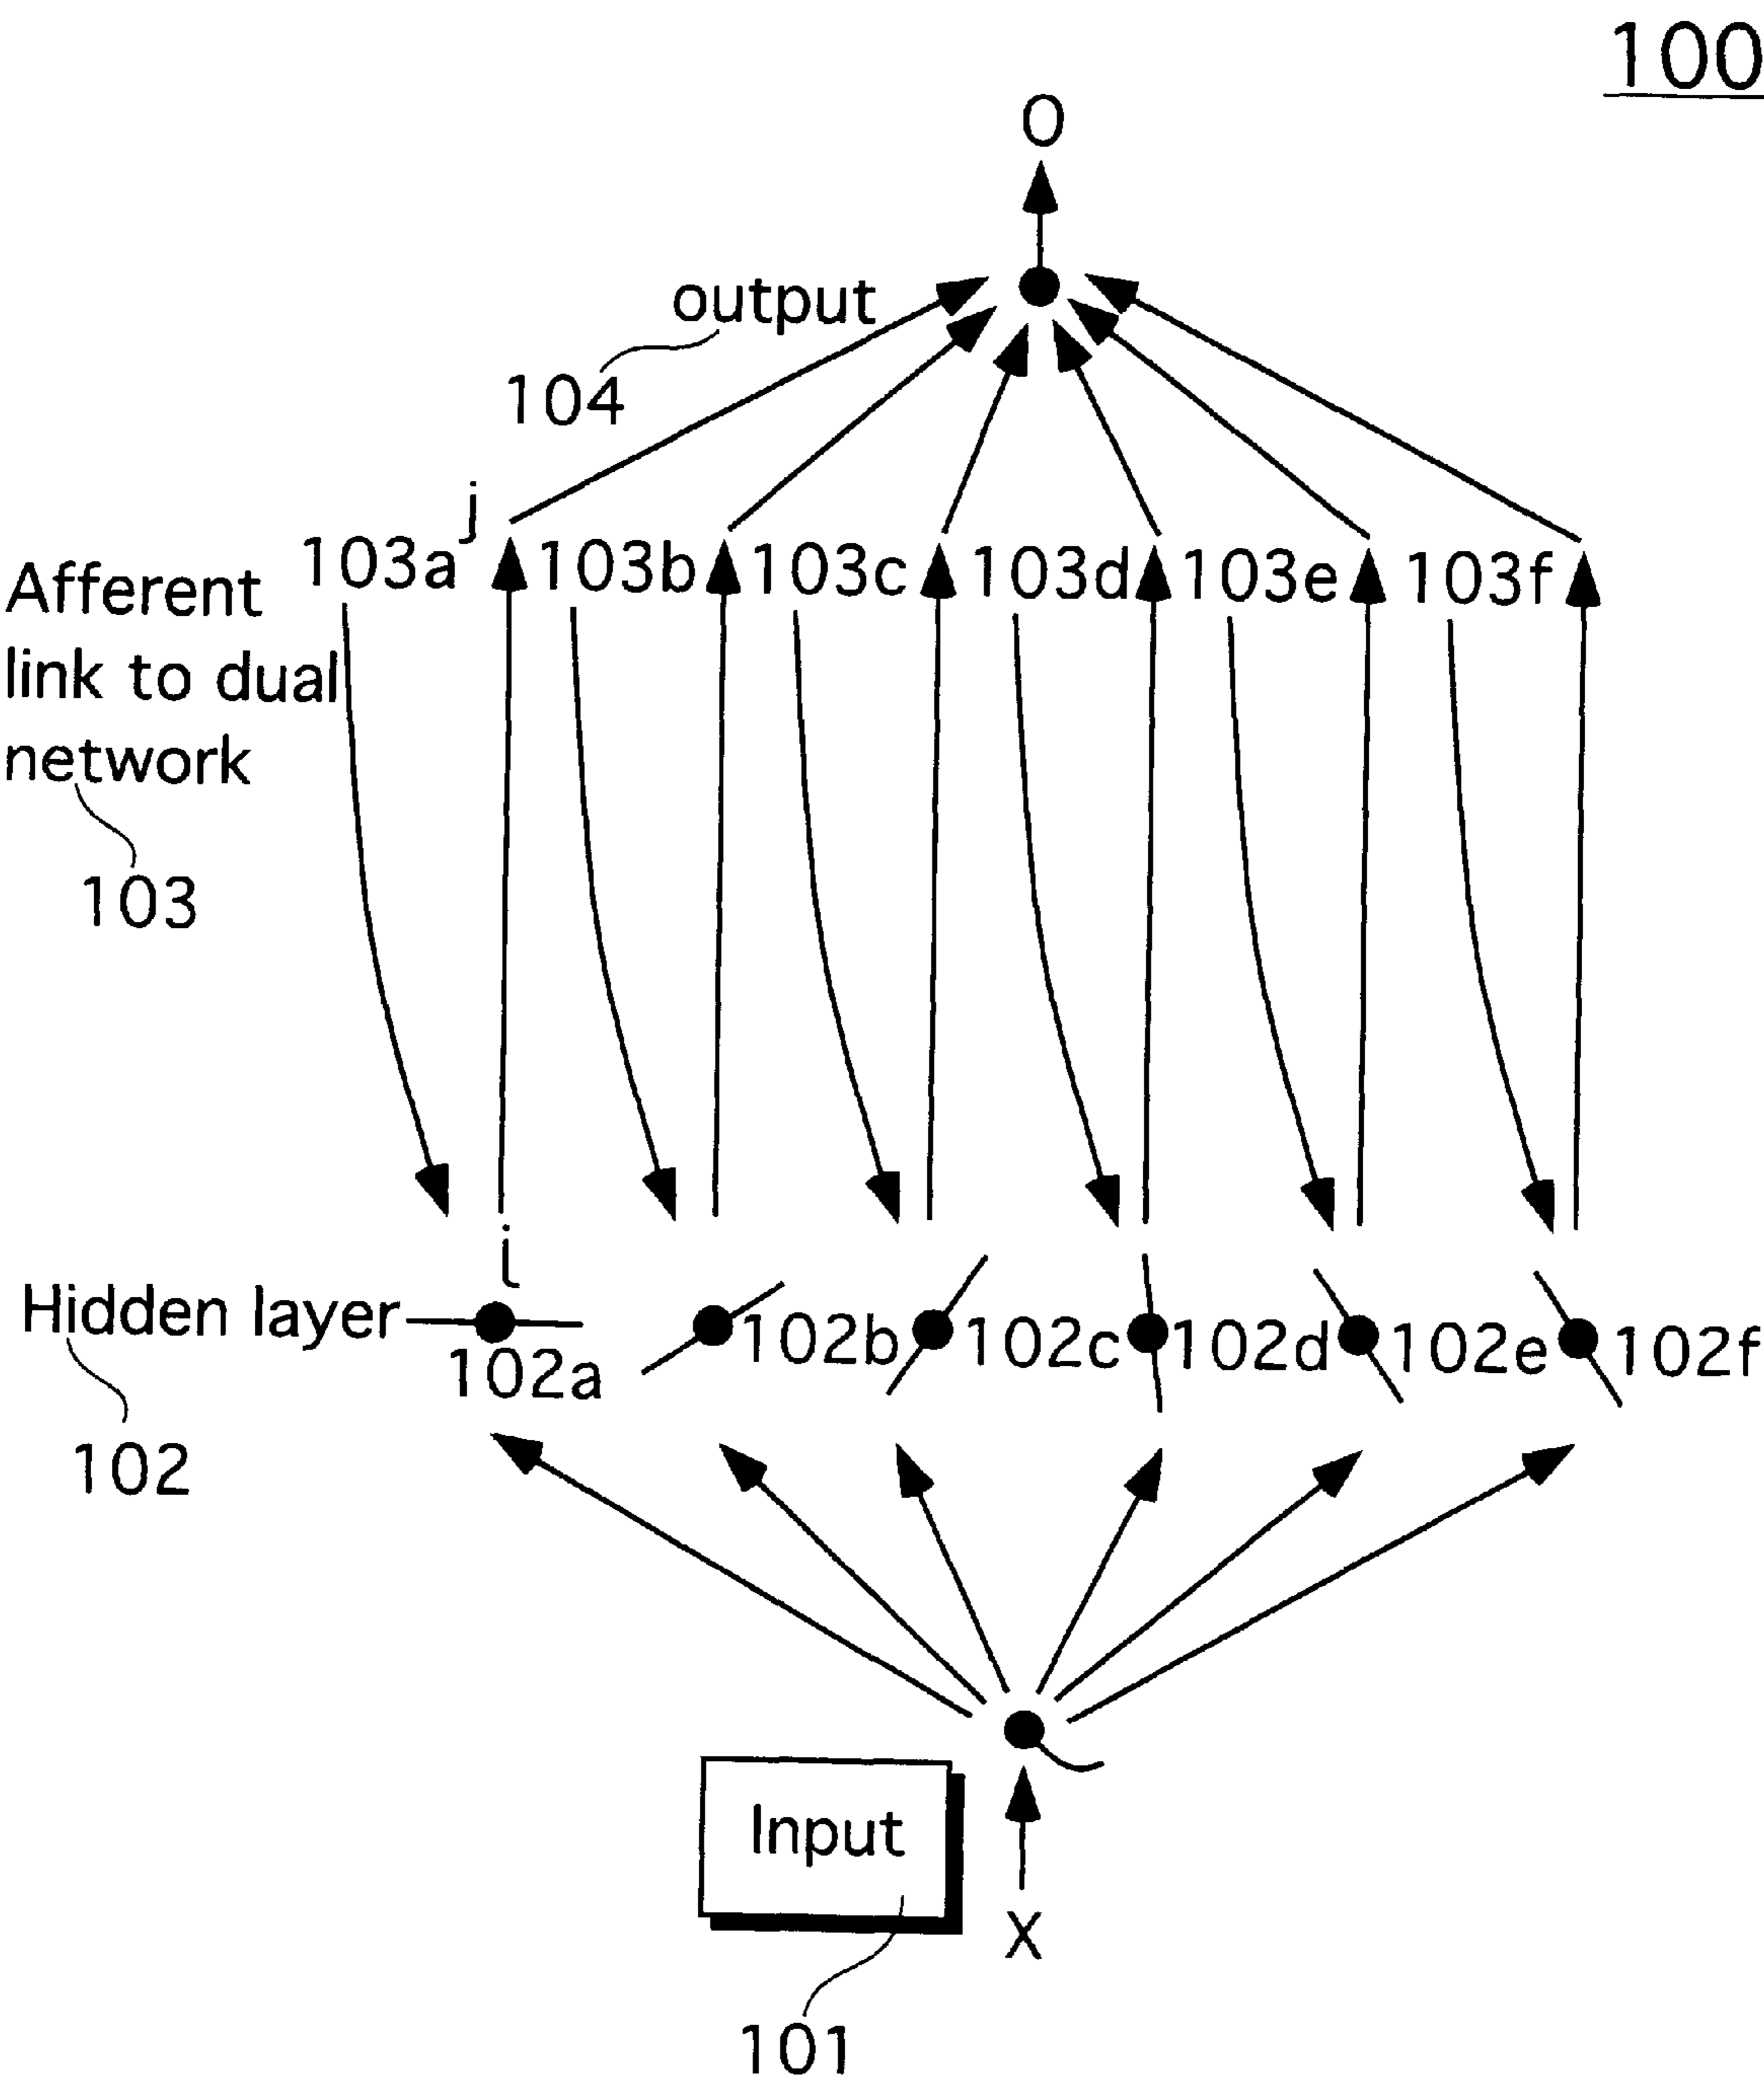 100
O
output
104
j
103a 103b 103c 103d 103e 103f
Afferent
link to dual
network
103
i
Hidden layer
102a 102b 102c 102d 102e 102f
102
Input
X
101